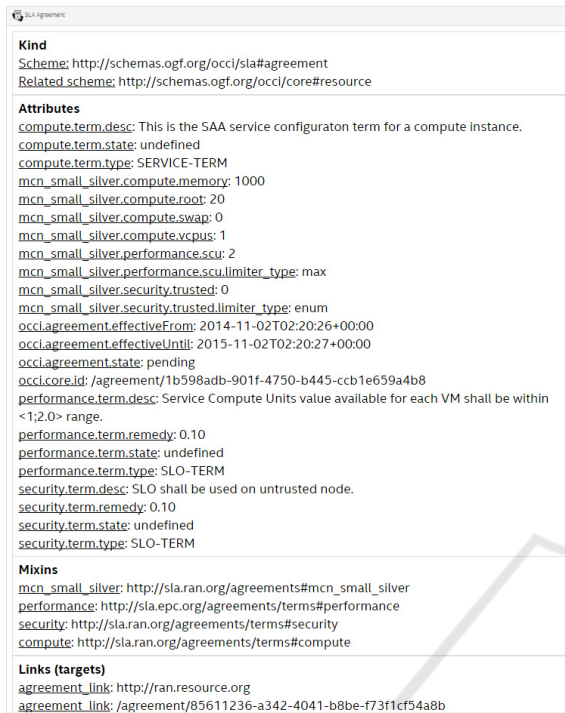 SLA Agreement
Kind
Scheme: http://schemas.ogf.org/occi/sla#agreement
Related scheme: http://schemas.ogf.org/occi/core#resource
Attributes
compute.term.desc: This is the SAA service configuraton term for a compute instance.
compute.term.state: undefined
compute.term.type: SERVICE-TERM
mcn_small_silver.compute.memory: 1000
mcn_small_silver.compute.root: 20
mcn_small_silver.compute.swap: 0
mcn_small_silver.compute.vcpus: 1
mcn_small_silver.performance.scu: 2
mcn_small_silver.performance.scu.limiter_type: max
mcn_small_silver.security.trusted: 0
mcn_small_silver.security.trusted.limiter_type: enum
occi.agreement.effectiveFrom: 2014-11-02T02:20:26+00:00
occi.agreement.effectiveUntil: 2015-11-02T02:20:27+00:00
occi.agreement.state: pending
occi.core.id: /agreement/1b598adb-901f-4750-b445-ccb1e659a4b8
performance.term.desc: Service Compute Units value available for each VM shall be within
<1;2.0> range.
performance.term.remedy: 0.10
performance.term.state: undefined
performance.term.type: SLO-TERM
security.term.desc: SLO shall be used on untrusted node.
security.term.remedy: 0.10
security.term.state: undefined
security.term.type: SLO-TERM
Mixins
mcn_small_silver: http://sla.ran.org/agreements#mcn_small_silver
performance: http://sla.epc.org/agreements/terms#performance
security: http://sla.ran.org/agreements/terms#security
compute: http://sla.ran.org/agreements/terms#compute
Links (targets)
agreement_link: http://ran.resource.org
agreement_link: /agreement/85611236-a342-4041-b8be-f73f1cf54a8b